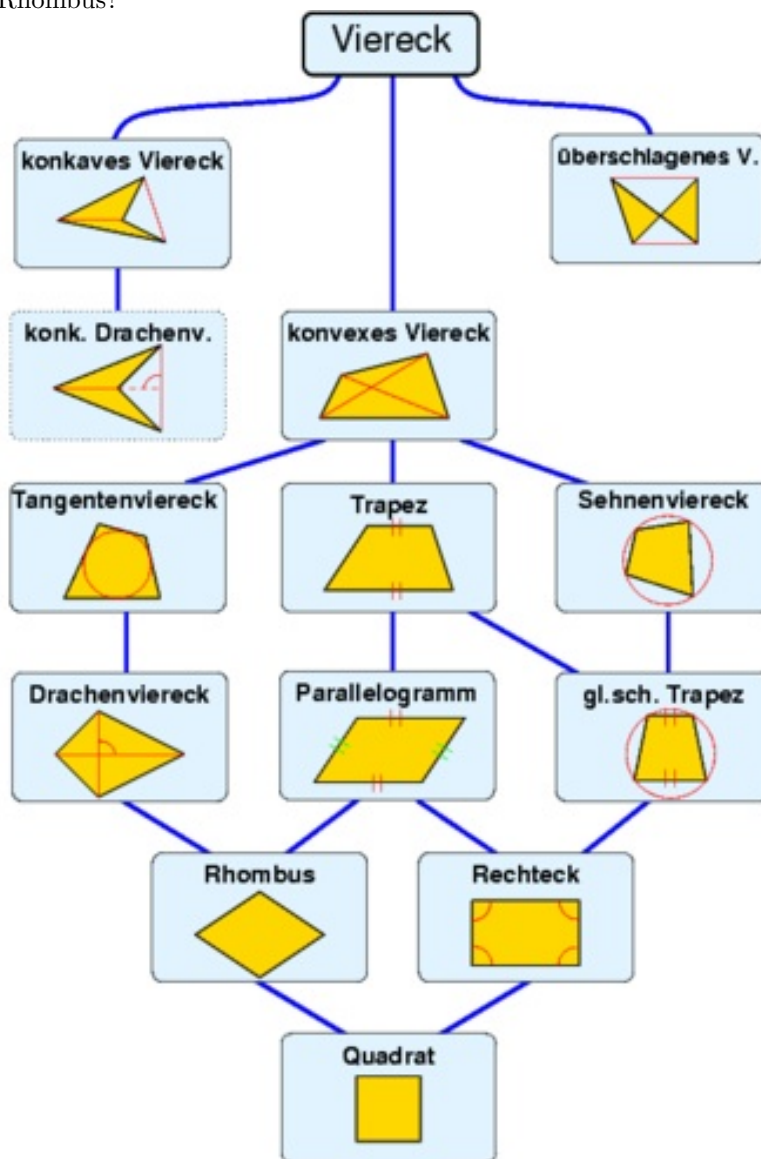 Rhombus?
Viereck
konkaves Viereck
überschlagenes V.
konk. Drachenv.
konvexes Viereck
Tangentenviereck
Trapez
Sehnenviereck
Drachenviereck
Parallelogramm
gl.sch. Trapez
Rhombus
Rechteck
Quadrat